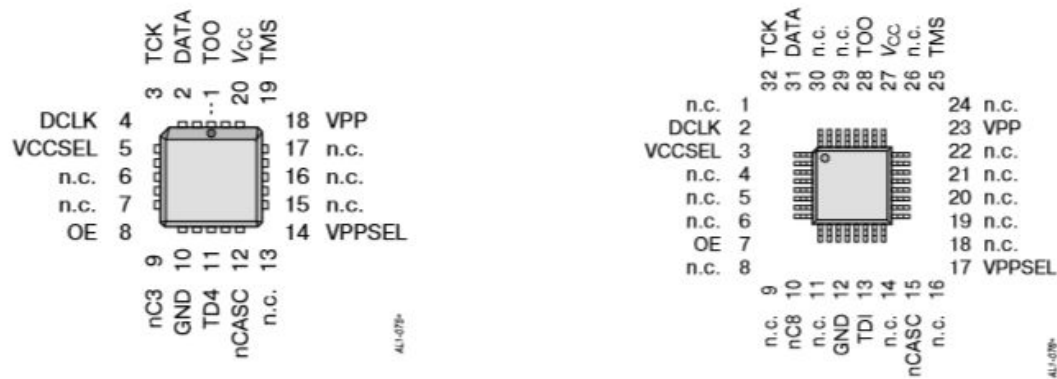 TCK DATA TOO VCC TMS
3 2 1 20 19
DCLK 4
VCCSEL 5
n.c. 6
n.c. 7
OE 8
18 VPP
17 n.c.
16 n.c.
15 n.c.
14 VPPSEL
9 10 11 12 13
nC3 GND TD4 nCASC n.c.
AL1-075+
TCK DATA n.c. n.c. TOO VCC n.c. TMS
32 31 30 29 28 27 26 25
n.c. 1
DCLK 2
VCCSEL 3
n.c. 4
n.c. 5
n.c. 6
OE 7
n.c. 8
24 n.c.
23 VPP
22 n.c.
21 n.c.
20 n.c.
19 n.c.
18 n.c.
17 VPPSEL
9 10 11 12 13 14 15 16
n.c. nC8 n.c. GND TDI n.c. nCASC n.c.
AL1-076+